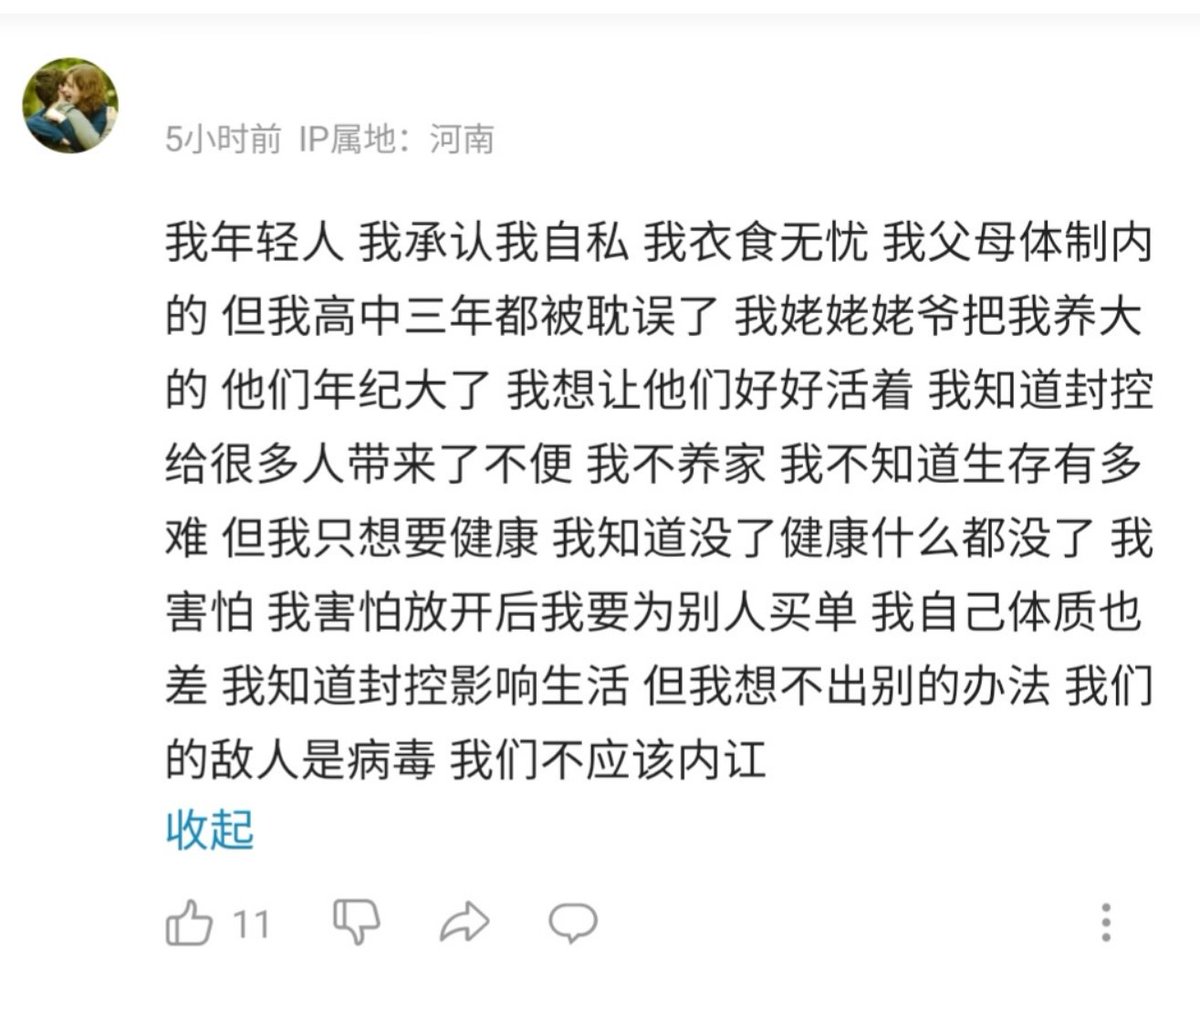 5小时前 IP属地：河南
我年轻人 我承认我自私 我衣食无忧 我父母体制内
的 但我高中三年都被耽误了 我姥姥姥爷把我养大
的 他们年纪大了 我想让他们好好活着 我知道封控
给很多人带来了不便 我不养家 我不知道生存有多
难 但我只想要健康 我知道没了健康什么都没了 我
害怕 我害怕放开后我要为别人买单 我自己体质也
差 我知道封控影响生活 但我想不出别的办法 我们
的敌人是病毒 我们不应该内讧
收起
11